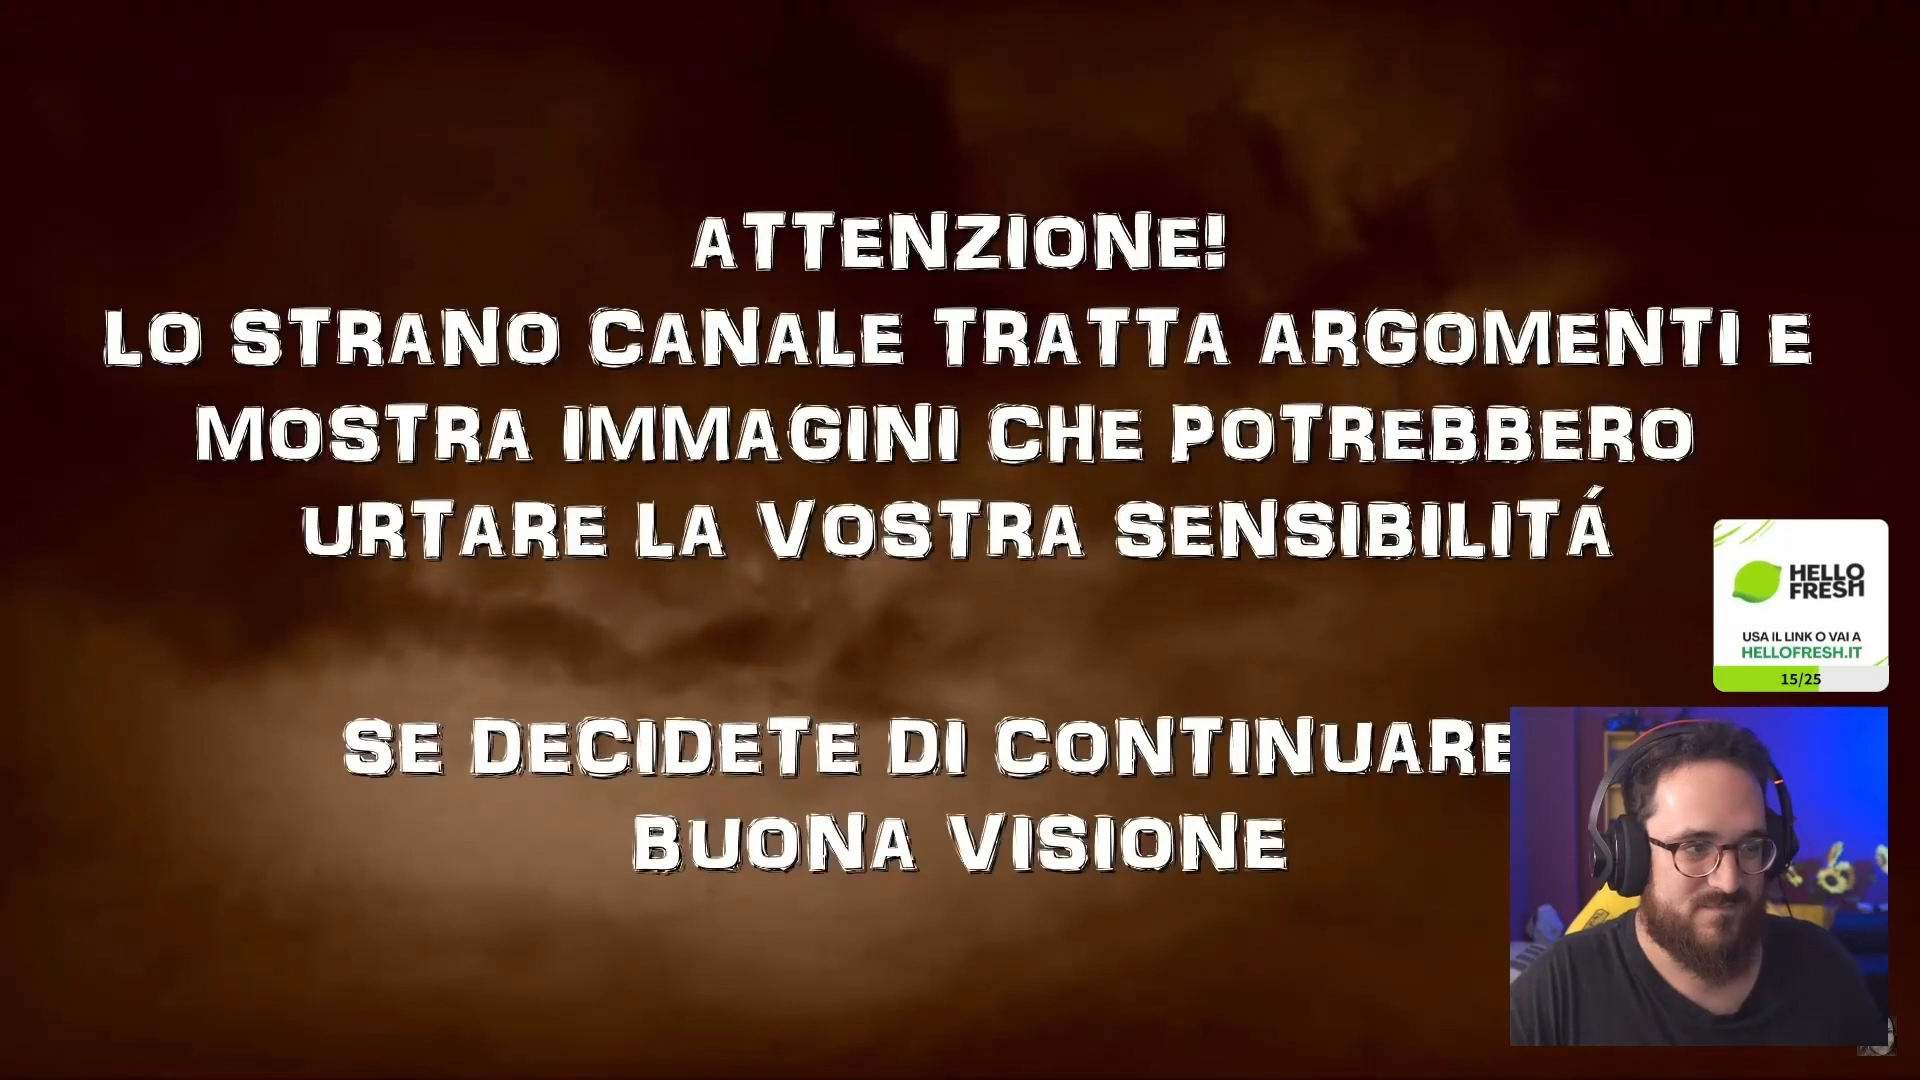 ATTENZIONE!
LO STRANO CANALE TRATTA ARGOMENTI E
MOSTRA IMMAGINI CHE POTREBBERO
URTARE LA VOSTRA SENSIBILITÁ
SE DECIDETE DI CONTINUARE
BUONA VISIONE
HELLO
FRESH
USA IL LINK O VAI A
HELLOFRESH.IT
15/25